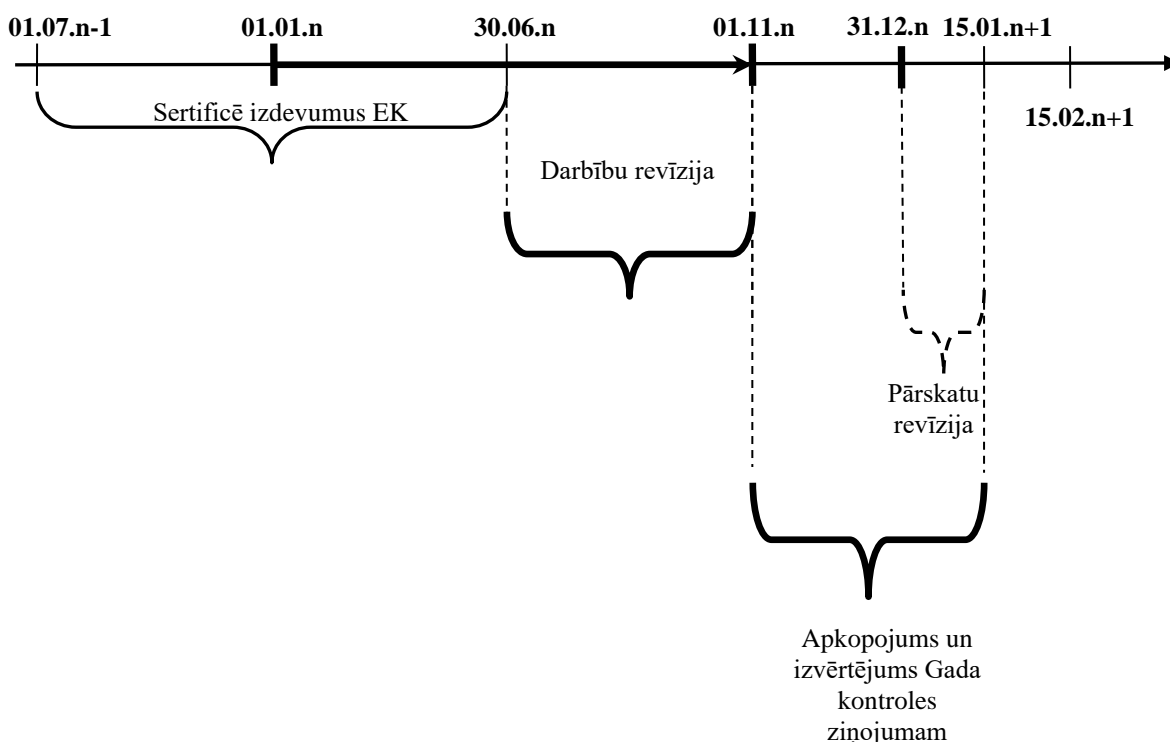 01.07.n-1 01.01.n 30.06.n 01.11.n 31.12.n 15.01.n+1
Sertificē izdevumus EK
15.02.n+1
Darbību revīzija
Pārskatu
revīzija
Apkopojums un
izvērtējums Gada
kontroles
ziņojumam